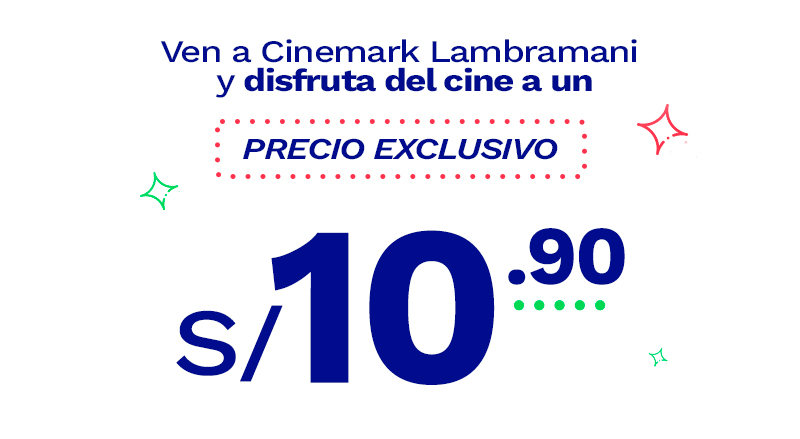 Ven a Cinemark Lambramani
y disfruta del cine a un
PRECIO EXCLUSIVO
S/10.90